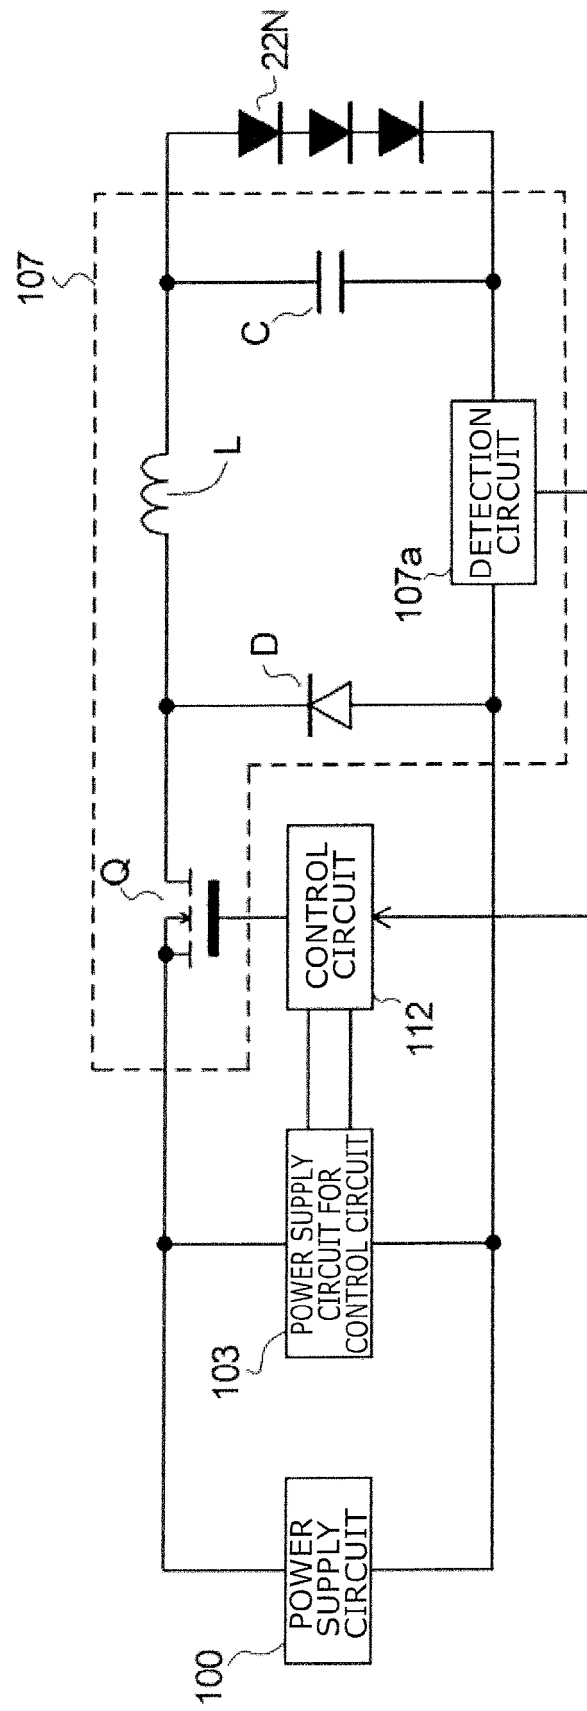 107
22N
Q
L
C
D
107a
DETECTION
CIRCUIT
CONTROL
CIRCUIT
112
POWER SUPPLY
CIRCUIT FOR
CONTROL CIRCUIT
103
POWER
SUPPLY
CIRCUIT
100